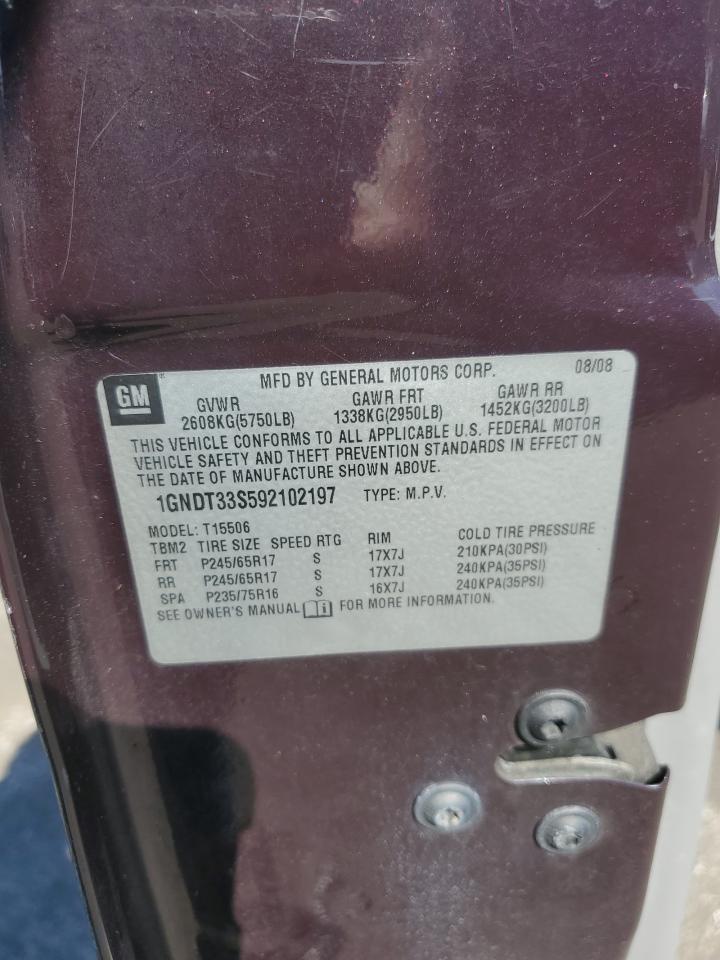 MFD BY GENERAL MOTORS CORP. 08/08
GM
GVWR GAWR FRT GAWR RR
2608KG(5750LB) 1338KG(2950LB) 1452KG(3200LB)
THIS VEHICLE CONFORMS TO ALL APPLICABLE U.S. FEDERAL MOTOR
VEHICLE SAFETY AND THEFT PREVENTION STANDARDS IN EFFECT ON
THE DATE OF MANUFACTURE SHOWN ABOVE.
1GNDT33S592102197 TYPE: M.P.V.
MODEL: T15506
TBM2 TIRE SIZE SPEED RTG RIM COLD TIRE PRESSURE
FRT P245/65R17 S 17X7J 210KPA(30PSI)
RR P245/65R17 S 17X7J 240KPA(35PSI)
SPA P235/75R16 S 16X7J 240KPA(35PSI)
SEE OWNER'S MANUAL i FOR MORE INFORMATION.